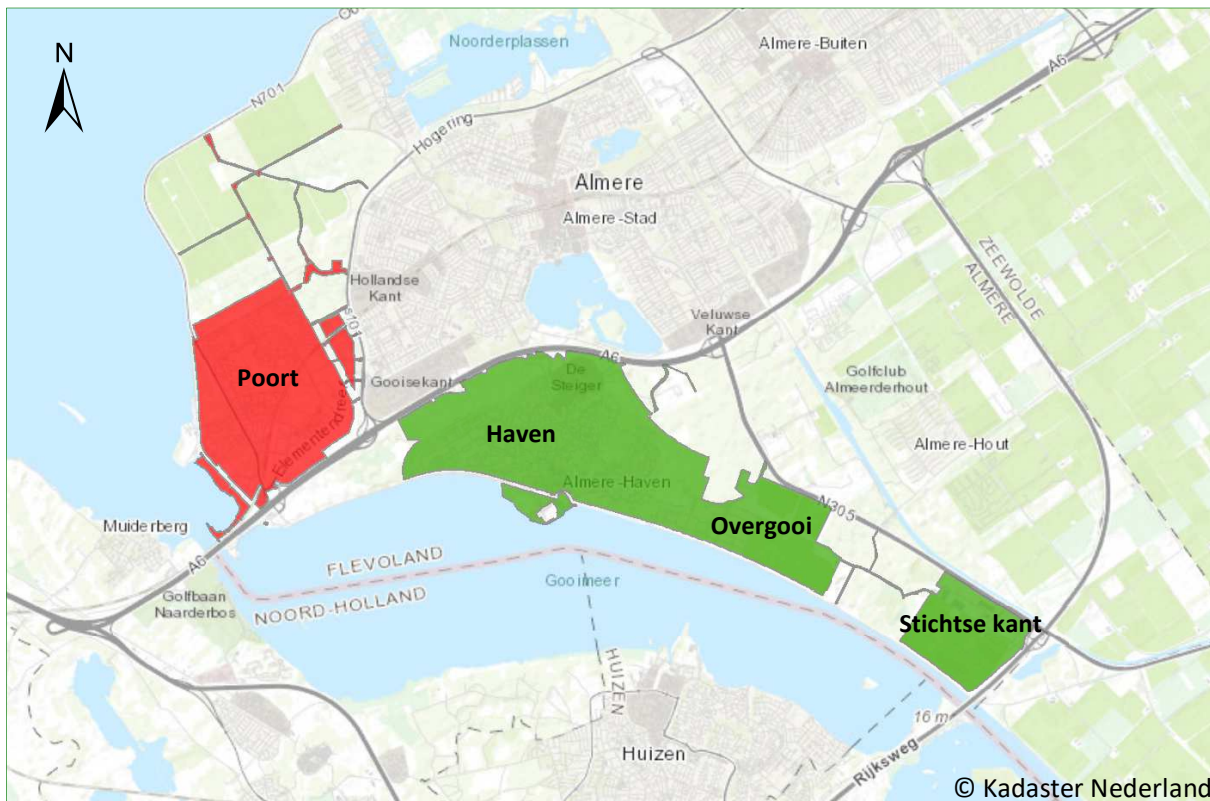 N
Noorderplassen
Almere-Buiten
A6
N701
Hogering
Almere
Almere-Stad
ZEEWOLDE
ALMERE
Hollandse
Kant
s101
Veluwse
Kant
A6
De
Steiger
Gooisekant
Poort
Golfclub
Almeerderhout
Haven
Almere-Hout
Almere-Haven
N305
Overgooi
Muiderberg
A6
FLEVOLAND
Gooimeer
Golfbaan
Naarderbos
NOORD-HOLLAND
Stichtse kant
HUIZEN
16 m
Huizen
Rijksweg
© Kadaster Nederland